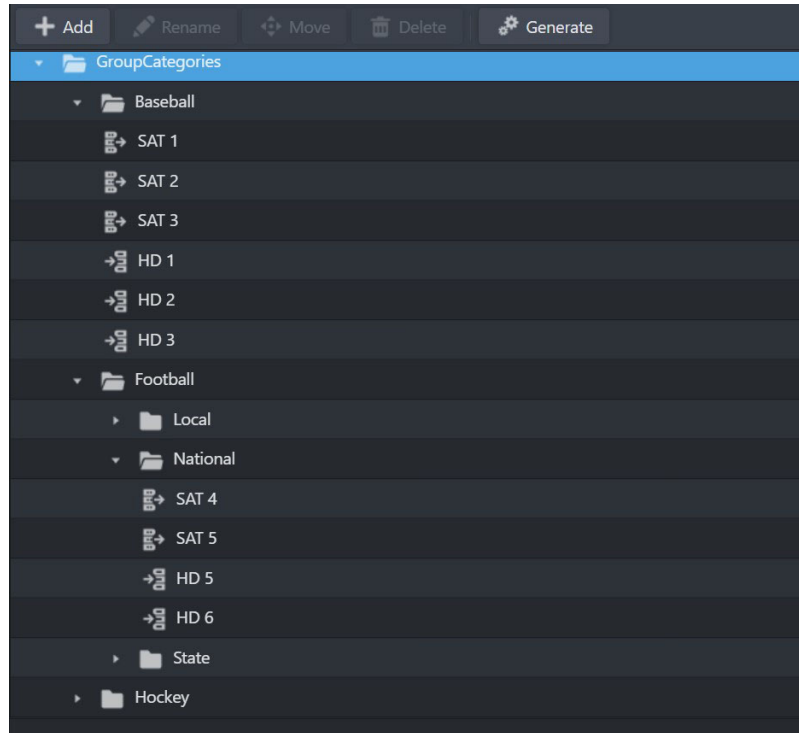 Add Rename Move Delete Generate
GroupCategories
Baseball
SAT 1
SAT 2
SAT 3
HD 1
HD 2
HD 3
Football
Local
National
SAT 4
SAT 5
HD 5
HD 6
State
Hockey